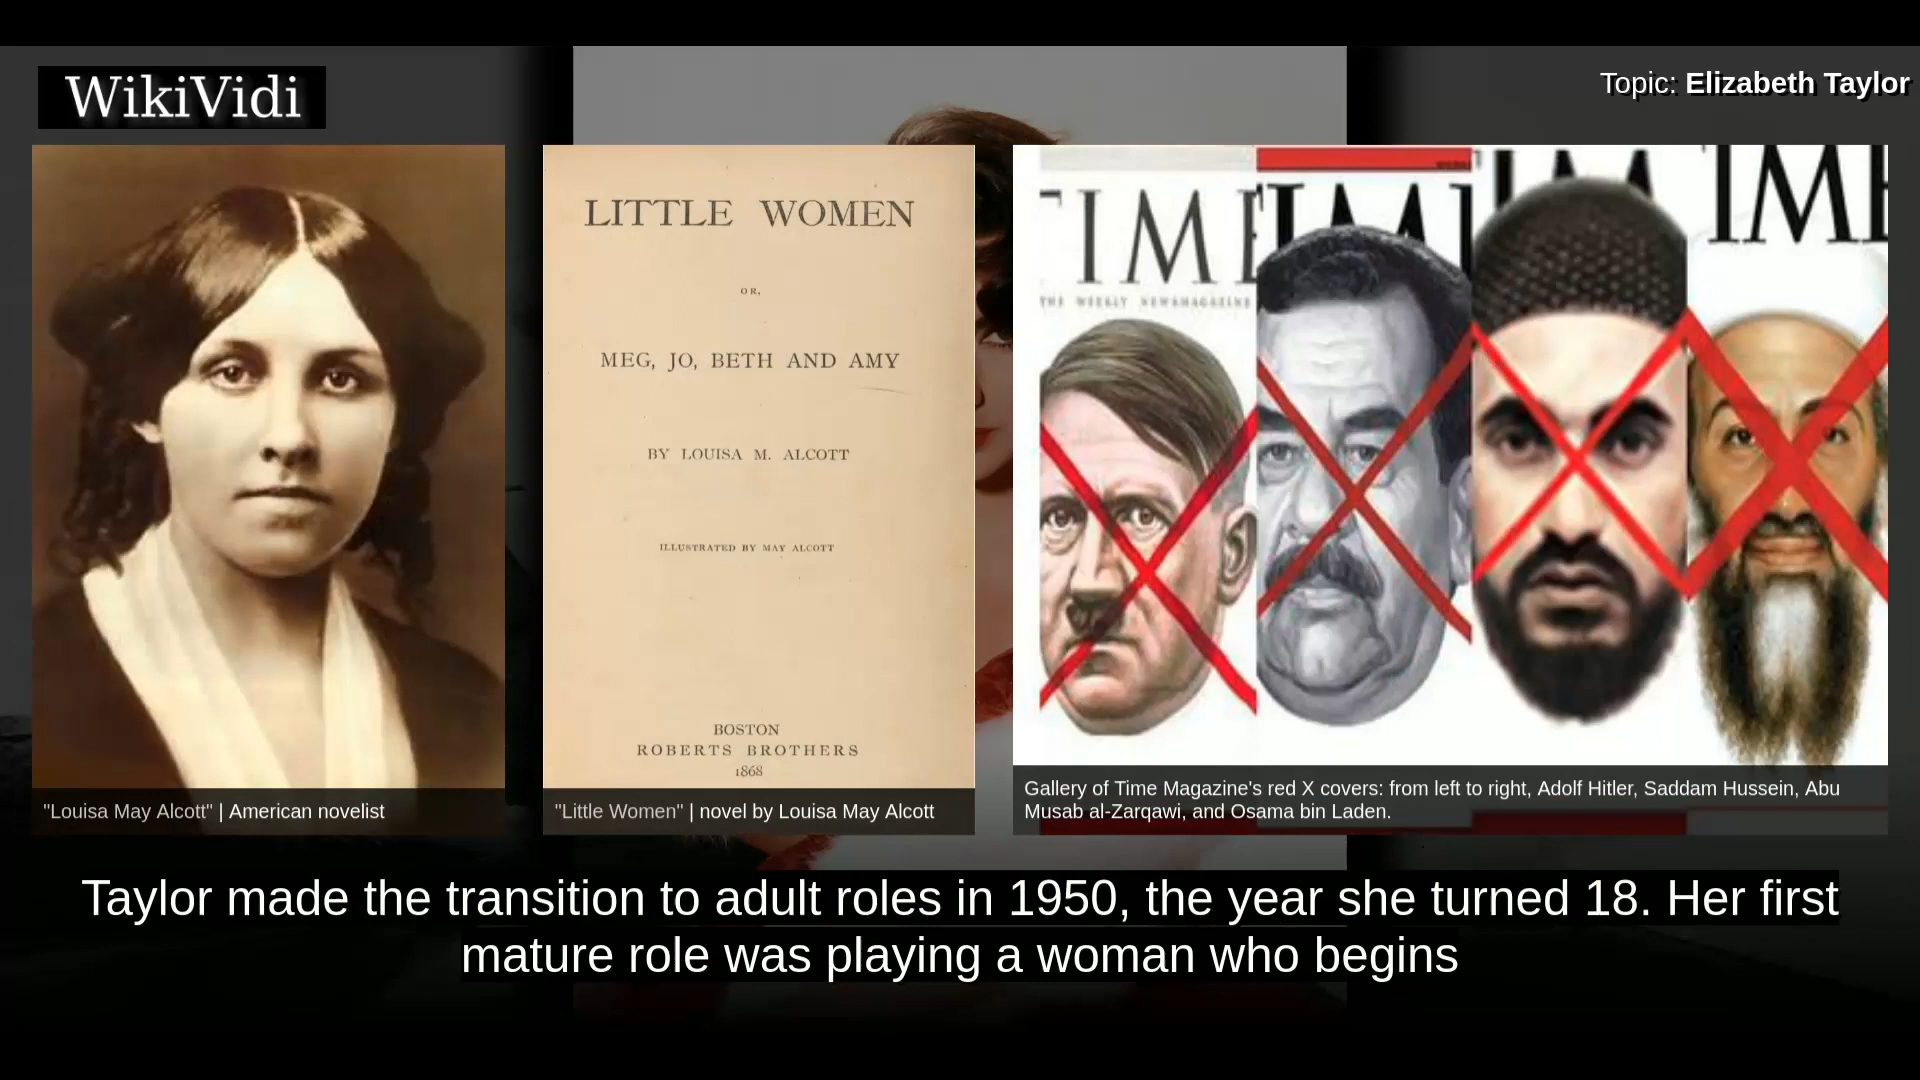 WikiVidi
Topic: Elizabeth Taylor
LITTLE WOMEN
OR,
MEG, JO, BETH AND AMY
BY LOUISA M. ALCOTT
ILLUSTRATED BY MAY ALCOTT
BOSTON
ROBERTS BROTHERS
1868
TIME
THE WEEKLY NEWSMAGAZINE
"Louisa May Alcott" | American novelist
"Little Women" | novel by Louisa May Alcott
Gallery of Time Magazine's red X covers: from left to right, Adolf Hitler, Saddam Hussein, Abu
Musab al-Zarqawi, and Osama bin Laden.
Taylor made the transition to adult roles in 1950, the year she turned 18. Her first
mature role was playing a woman who begins